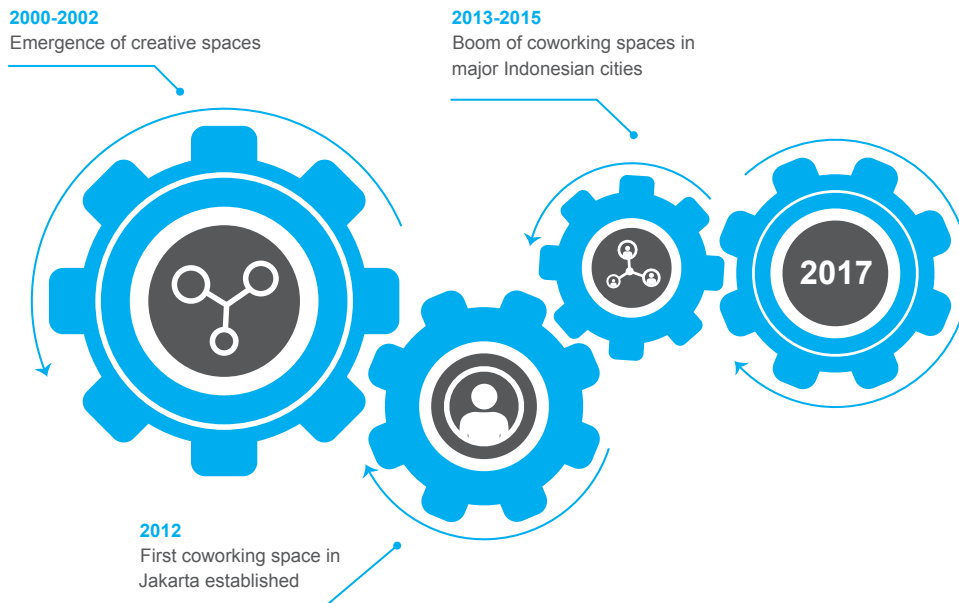 2000-2002
Emergence of creative spaces
2013-2015
Boom of coworking spaces in
major Indonesian cities
2017
2012
First coworking space in
Jakarta established